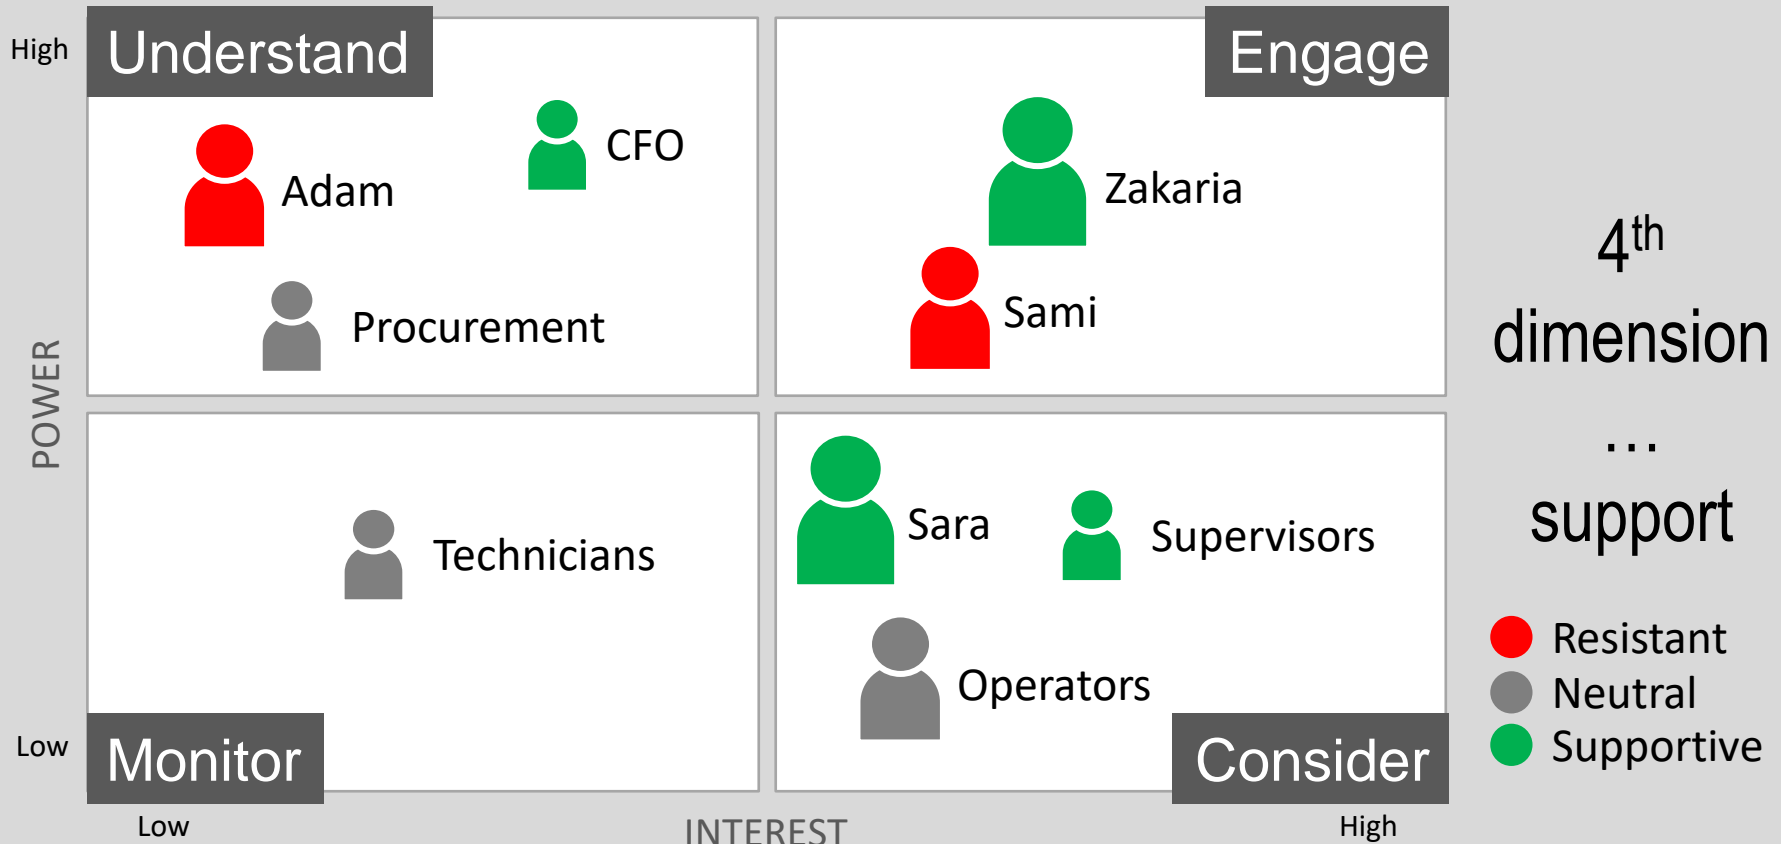 High
Understand
Engage
CFO
Adam
Zakaria
Procurement
Sami
4th
dimension
...
support
POWER
Technicians
Sara
Supervisors
Operators
Resistant
Neutral
Supportive
Low
Monitor
Consider
Low
INTEREST
High